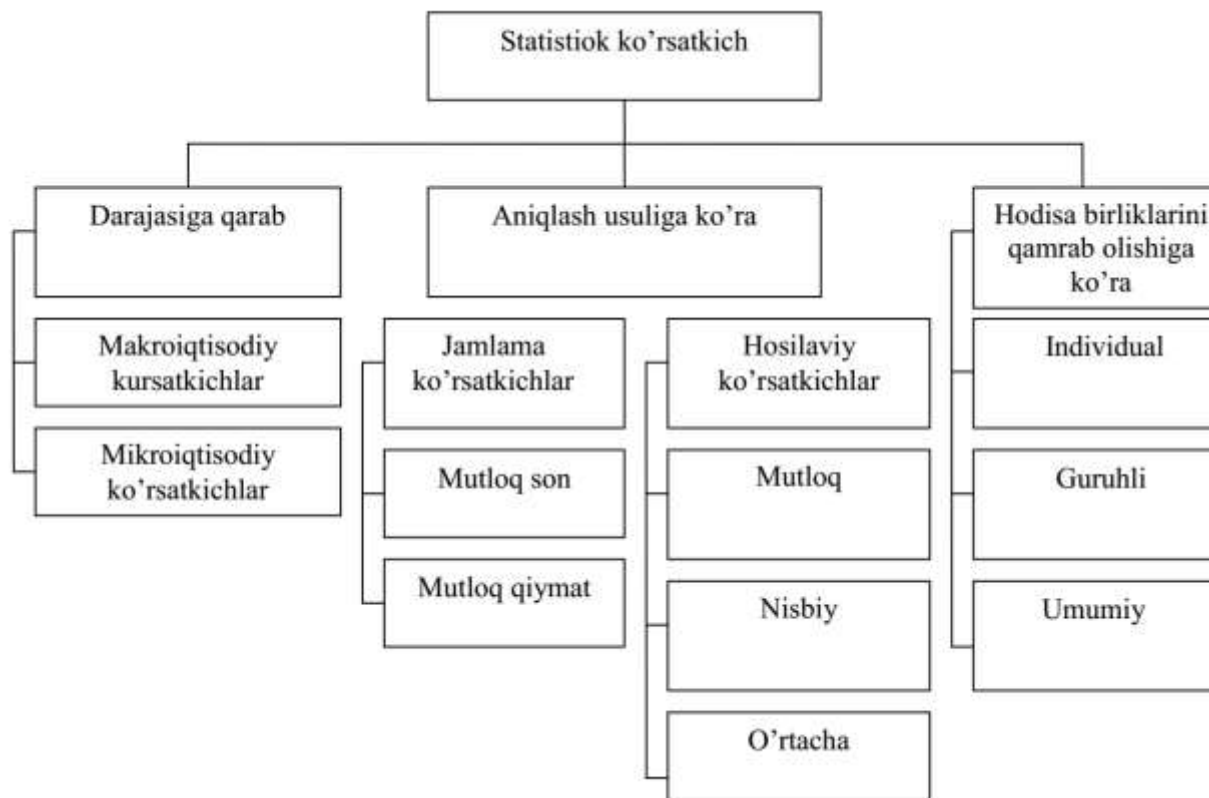 Statistiok ko’rsatkich
Darajasiga qarab
Aniqlash usuliga ko’ra
Hodisa birliklarini
qamrab olishiga
ko’ra
Makroiqtisodiy
kursatkichlar
Mikroiqtisodiy
ko’rsatkichlar
Jamlama
ko’rsatkichlar
Mutloq son
Mutloq qiymat
Hosilaviy
ko’rsatkichlar
Mutloq
Nisbiy
O’rtacha
Individual
Guruhli
Umumiy